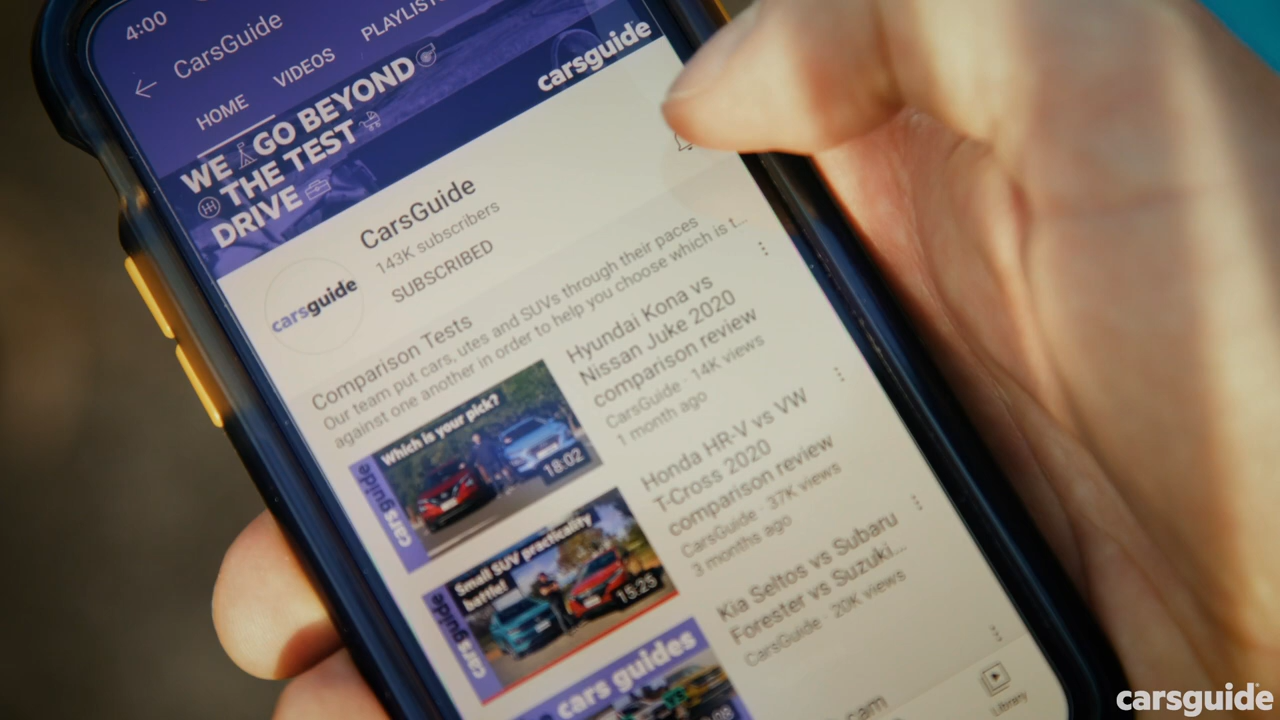 4:00
CarsGuide
HOME
VIDEOS
PLAYLISTS
WE GO BEYOND
THE TEST
DRIVE
carsguide
CarsGuide
143K subscribers
SUBSCRIBED
carsguide
Comparison Tests
Our team put cars, utes and SUVs through their paces
against one another in order to help you choose which is t...
Which is your pick?
cars guide
18:02
Hyundai Kona vs
Nissan Juke 2020
comparison review
CarsGuide · 14K views
1 month ago
Small SUV practicality
battle!
cars guide
15:25
Honda HR-V vs VW
T-Cross 2020
comparison review
CarsGuide · 37K views
3 months ago
cars guides
Kia Seltos vs Subaru
Forester vs Suzuki...
CarsGuide · 20K views
Library
carsguide